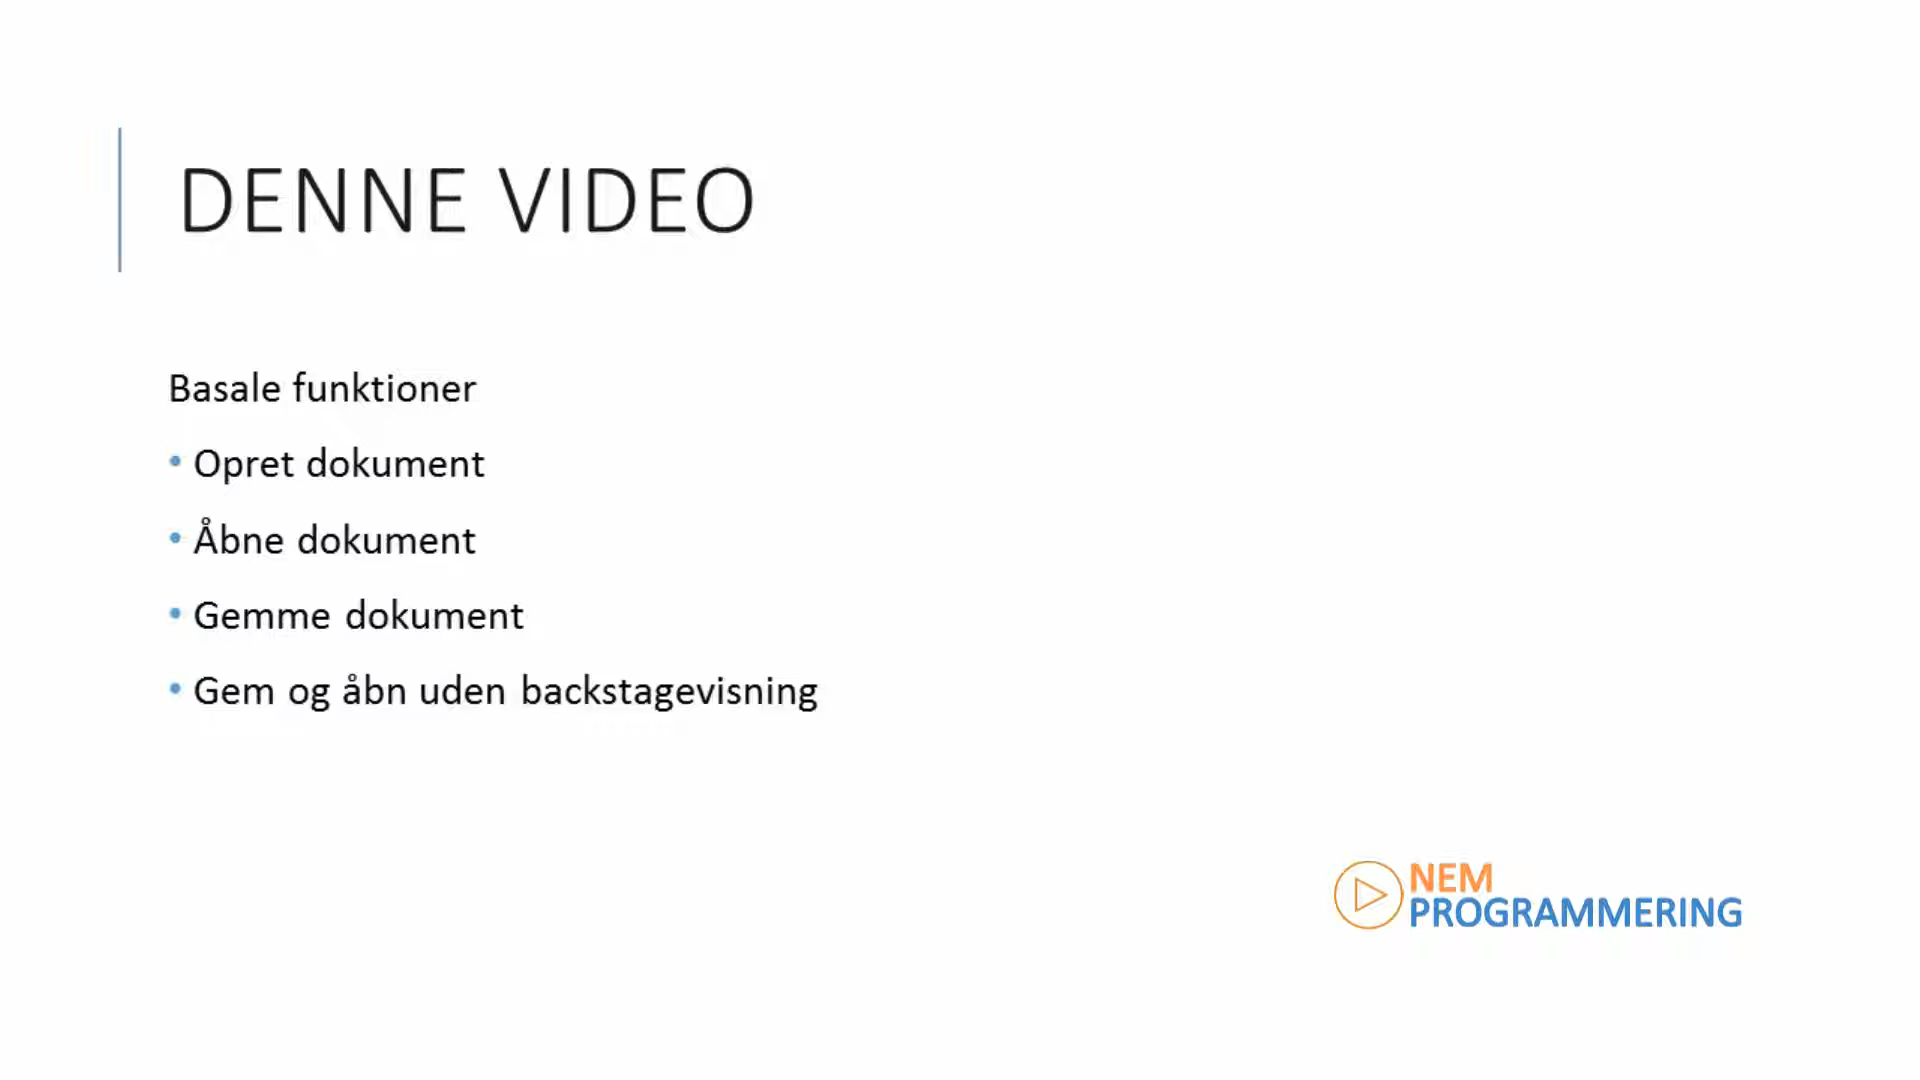 DENNE VIDEO
Basale funktioner
• Opret dokument
• Åbne dokument
• Gemme dokument
• Gem og åbn uden backstagevisning
NEM
PROGRAMMERING